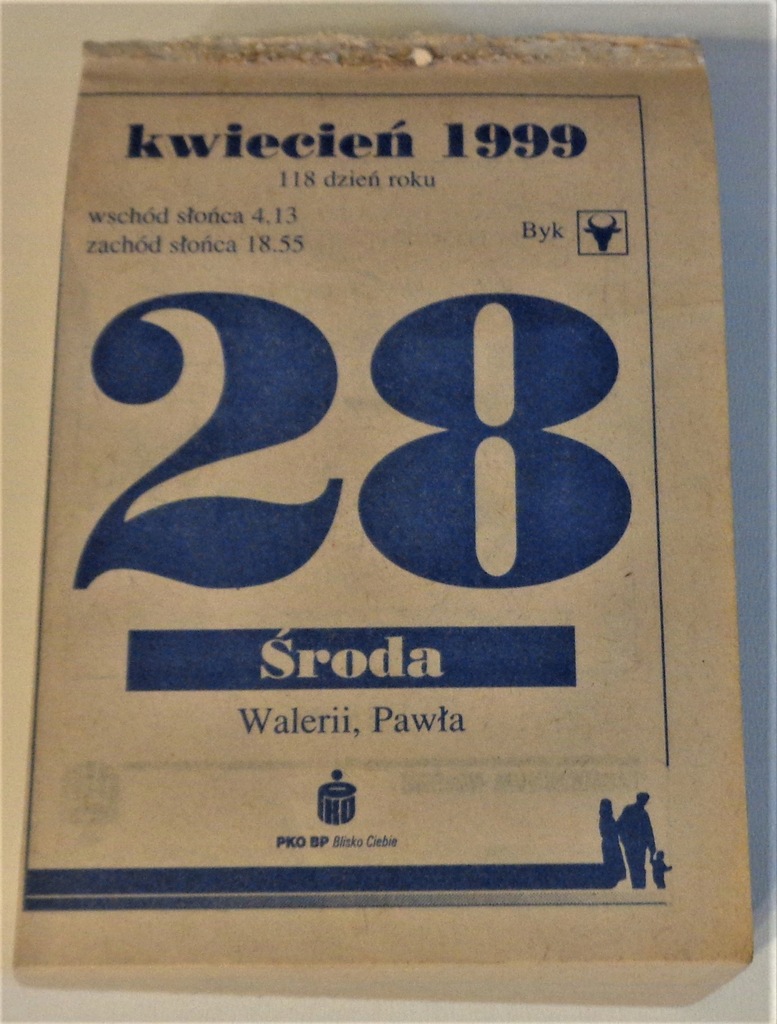 kwiecień 1999
118 dzień roku
wschód słońca 4,13
zachód słońca 18.55
Byk
28
Środa
Walerii, Pawła
PKO
PKO BP Blisko Ciebie